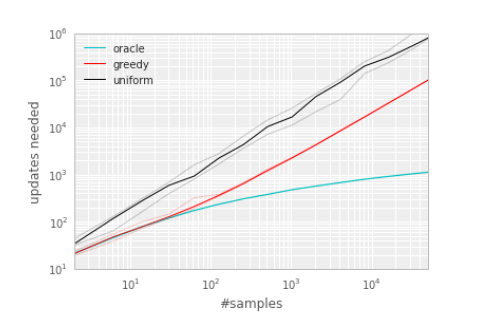 10^6
10^5
10^4
10^3
10^2
10^1
updates needed
oracle
greedy
uniform
10^1 10^2 10^3 10^4
#samples